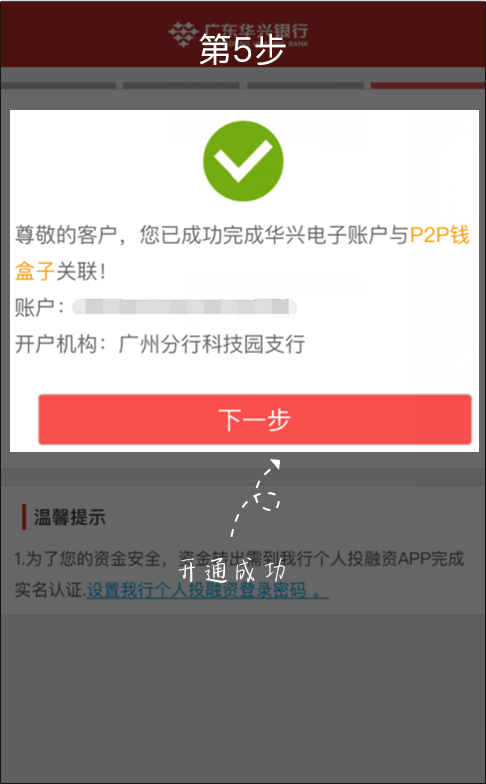 广东华兴银行
BANK
第5步
尊敬的客户，您已成功完成华兴电子账户与P2P钱
盒子关联！
账户：
开户机构：广州分行科技园支行
下一步
温馨提示
1.为了您的资金安全，资金转出需到我行个人投融资APP完成
开通成功
实名认证.设置我行个人投融资登录密码 。